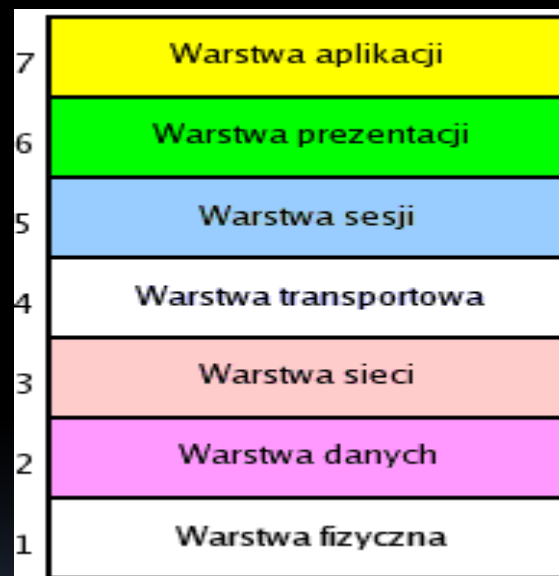 7 Warstwa aplikacji
6 Warstwa prezentacji
5 Warstwa sesji
4 Warstwa transportowa
3 Warstwa sieci
2 Warstwa danych
1 Warstwa fizyczna